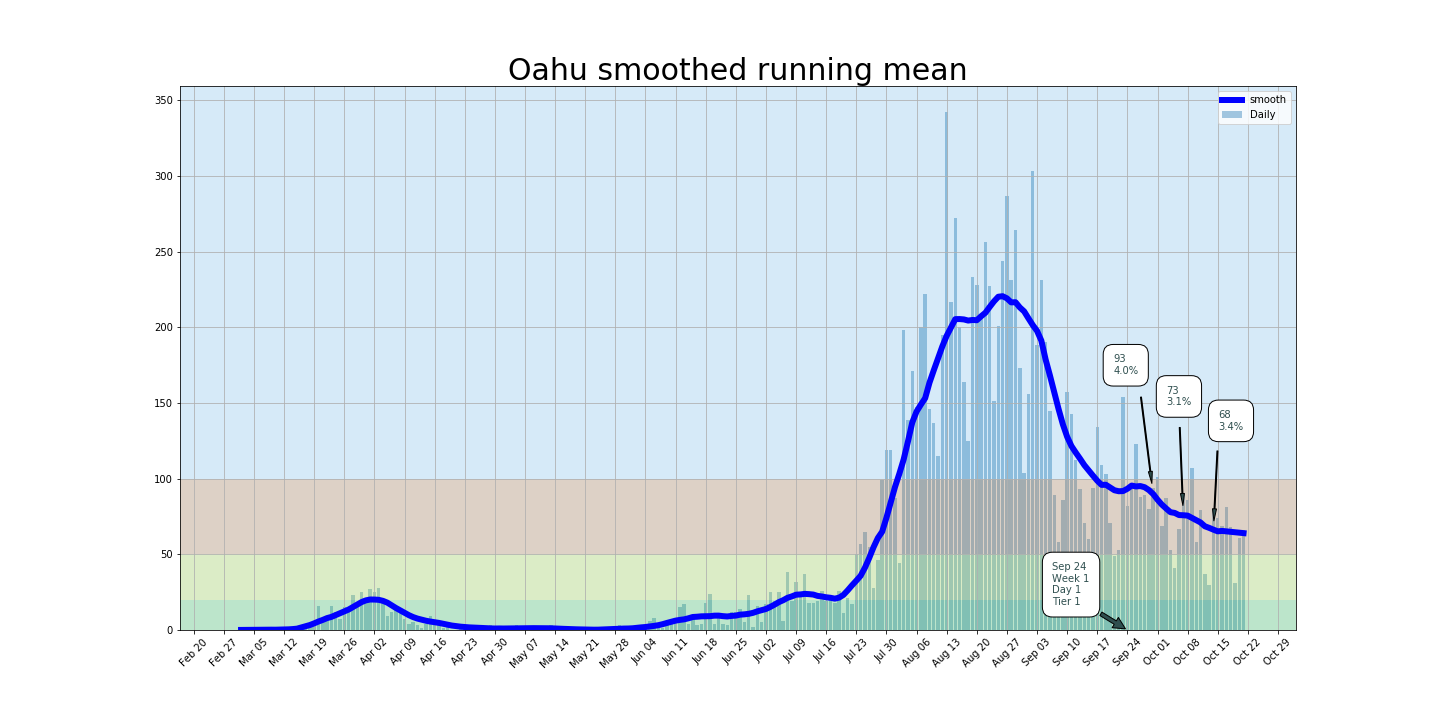 Oahu smoothed running mean
smooth
Daily
350
300
250
200
150
100
50
0
93
4.0%
73
3.1%
68
3.4%
Sep 24
Week 1
Day 1
Tier 1
Feb 20
Feb 27
Mar 05
Mar 12
Mar 19
Mar 26
Apr 02
Apr 09
Apr 16
Apr 23
Apr 30
May 07
May 14
May 21
May 28
Jun 04
Jun 11
Jun 18
Jun 25
Jul 02
Jul 09
Jul 16
Jul 23
Jul 30
Aug 06
Aug 13
Aug 20
Aug 27
Sep 03
Sep 10
Sep 17
Sep 24
Oct 01
Oct 08
Oct 15
Oct 22
Oct 29